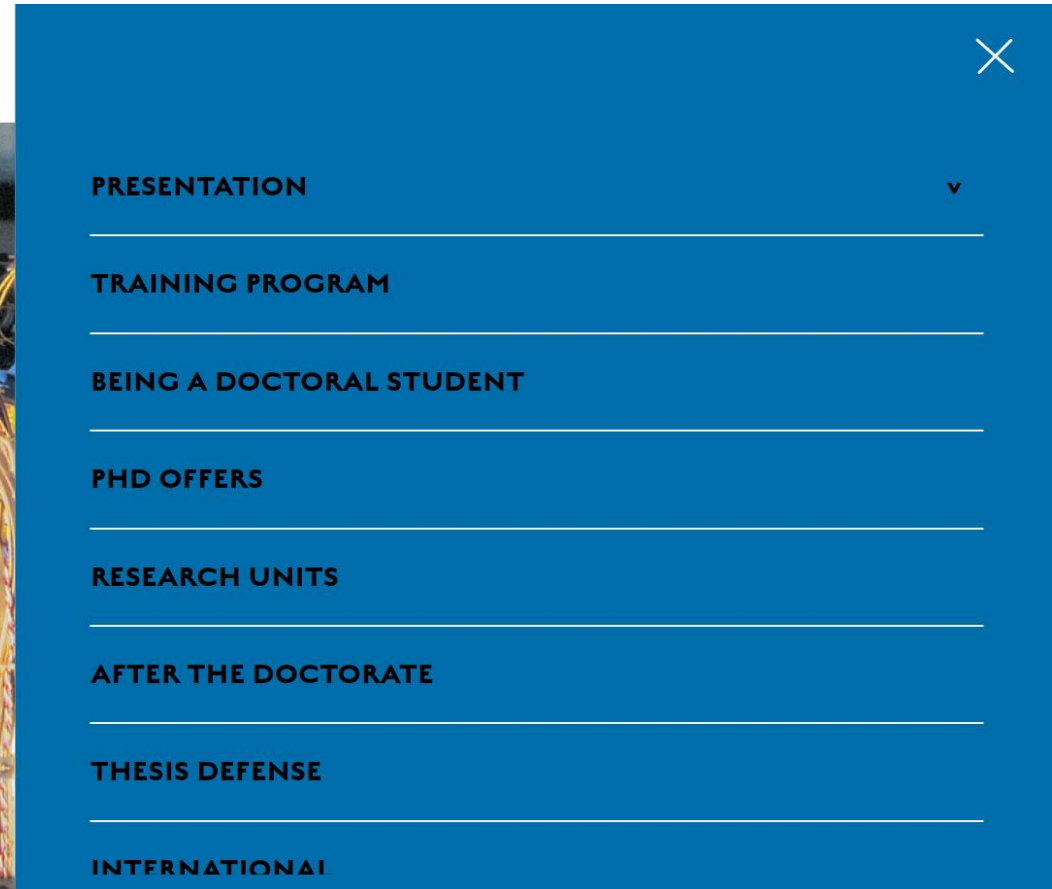 PRESENTATION v
TRAINING PROGRAM
BEING A DOCTORAL STUDENT
PHD OFFERS
RESEARCH UNITS
AFTER THE DOCTORATE
THESIS DEFENSE
INTERNATIONAL